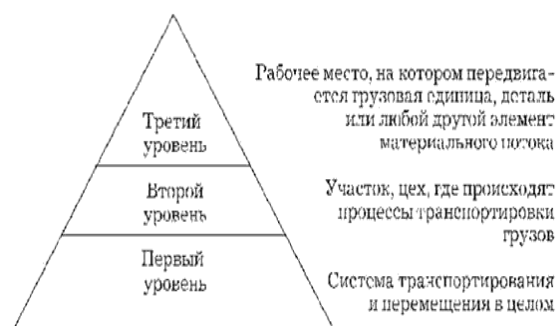 Рабочее место, на котором передвига-
ется грузовая единица, деталь
или любой другой элемент
материального потока
Третий
уровень
Участок, цех, где происходят
процессы транспортировки
грузов
Второй
уровень
Система транспортирования
и перемещения в целом
Первый
уровень